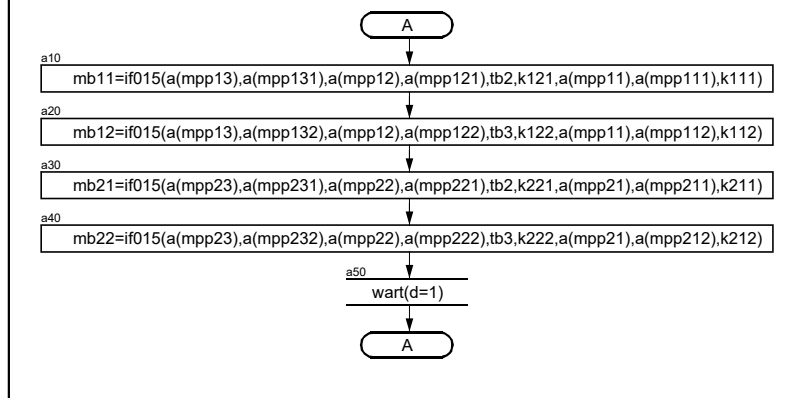 A
a10
mb11=if015(a(mpp13),a(mpp131),a(mpp12),a(mpp121),tb2,k121,a(mpp11),a(mpp111),k111)
a20
mb12=if015(a(mpp13),a(mpp132),a(mpp12),a(mpp122),tb3,k122,a(mpp11),a(mpp112),k112)
a30
mb21=if015(a(mpp23),a(mpp231),a(mpp22),a(mpp221),tb2,k221,a(mpp21),a(mpp211),k211)
a40
mb22=if015(a(mpp23),a(mpp232),a(mpp22),a(mpp222),tb3,k222,a(mpp21),a(mpp212),k212)
a50
wart(d=1)
A